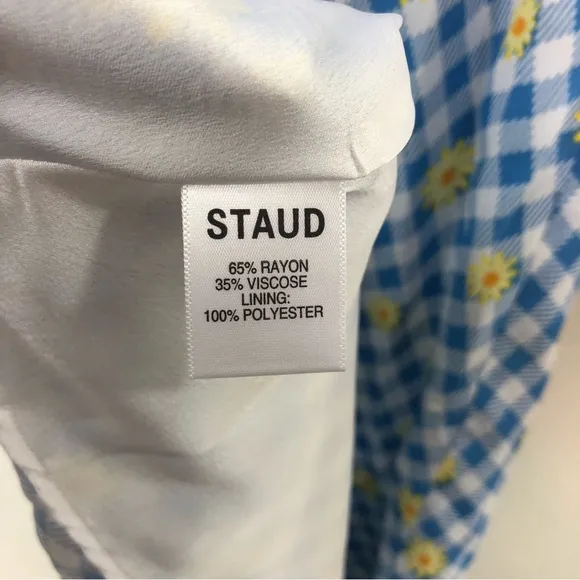 STAUD
65% RAYON
35% VISCOSE
LINING:
100% POLYESTER